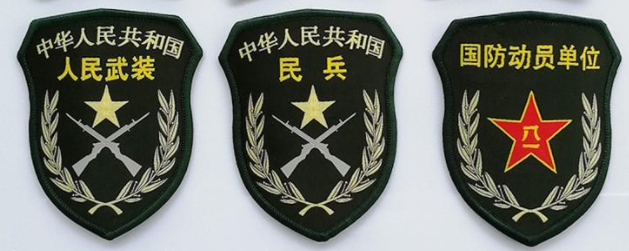 中华人民共和国
人民武装
中华人民共和国
民兵
国防动员单位
八一